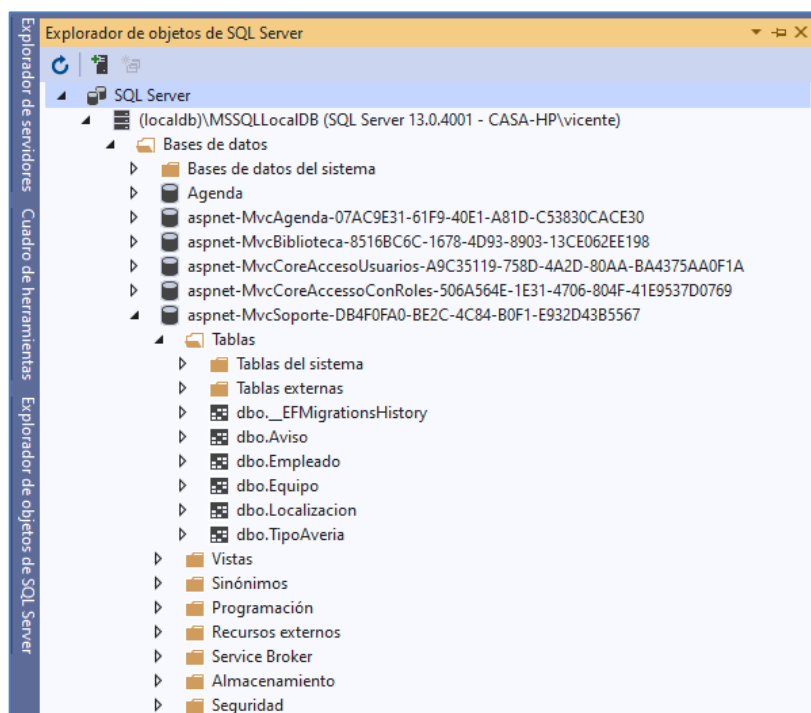 Explorador de servidores
Cuadro de herramientas
Explorador de objetos de SQL Server
Explorador de objetos de SQL Server
SQL Server
(localdb)\MSSQLLocalDB (SQL Server 13.0.4001 - CASA-HP\vicente)
Bases de datos
Bases de datos del sistema
Agenda
aspnet-MvcAgenda-07AC9E31-61F9-40E1-A81D-C53830CACE30
aspnet-MvcBiblioteca-8516BC6C-1678-4D93-8903-13CE062EE198
aspnet-MvcCoreAccesoUsuarios-A9C35119-758D-4A2D-80AA-BA4375AA0F1A
aspnet-MvcCoreAccessoConRoles-506A564E-1E31-4706-804F-41E9537D0769
aspnet-MvcSoporte-DB4F0FA0-BE2C-4C84-B0F1-E932D43B5567
Tablas
Tablas del sistema
Tablas externas
dbo.__EFMigrationsHistory
dbo.Aviso
dbo.Empleado
dbo.Equipo
dbo.Localizacion
dbo.TipoAveria
Vistas
Sinónimos
Programación
Recursos externos
Service Broker
Almacenamiento
Seguridad